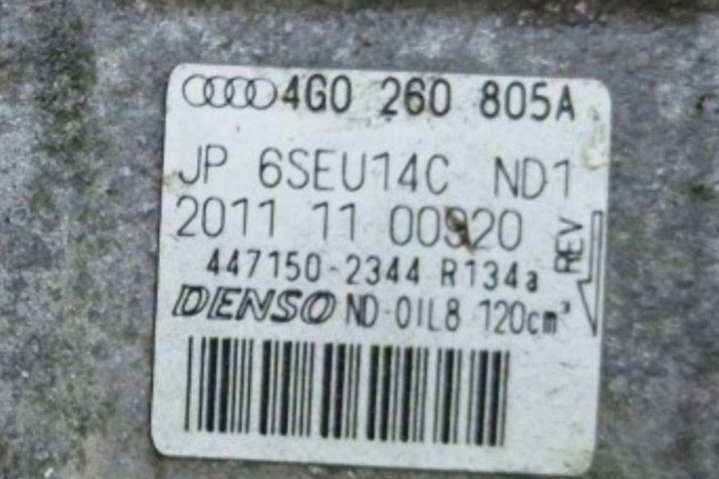 4G0 260 805A
JP 6SEU14C ND1
2011 11 00920
REV
447150-2344 R134a
DENSO ND-OIL8 120cm³